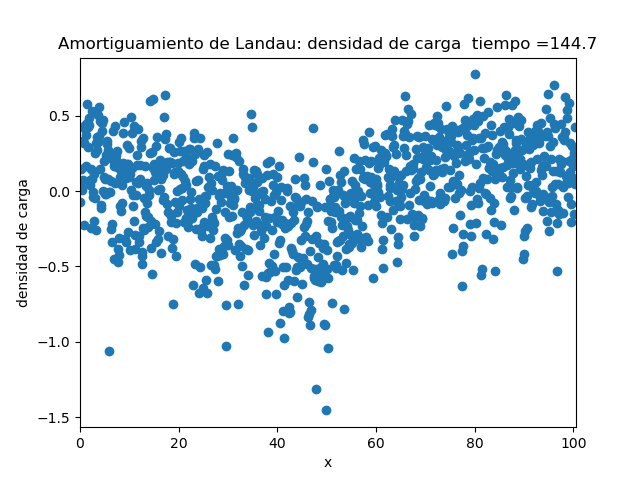 Amortiguamiento de Landau: densidad de carga  tiempo =144.7
0.5
0.0
−0.5
−1.0
−1.5
densidad de carga
0 20 40 60 80 100
x